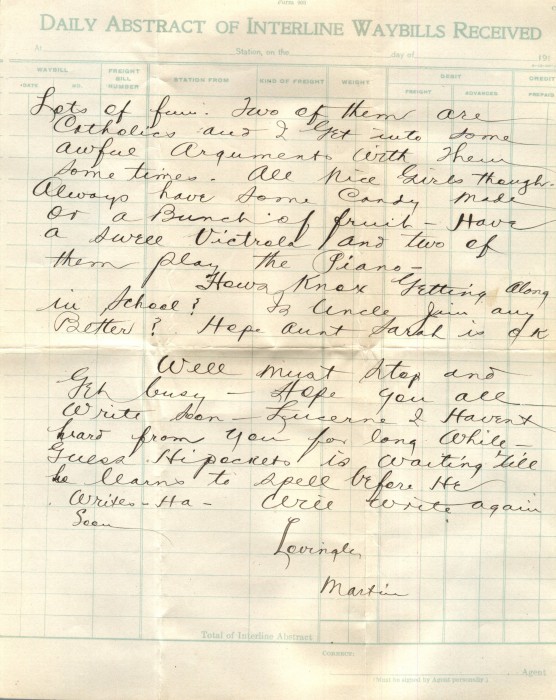 DAILY ABSTRACT OF INTERLINE WAYBILLS RECEIVED
At Station, on the day of 191
WAYBILL FREIGHT BILL NUMBER STATION FROM KIND OF FREIGHT WEIGHT DEBIT CREDIT
DATE NO. FREIGHT ADVANCED PREPAID
Lots of fun. Two of them are
Catholics and I Get into some
awful Arguments With Them
sometimes. All Nice Girls though.
Always have some Candy Made
or a Bunch of fruit - Have
a swell Victrola and two of
them play the Piano -
Hows Knox Getting Along
in School? Is Uncle Jim any
Better? Hope Aunt Sarah is OK
Well must stop and
Get busy - Hope you all
Write soon - Lucerne & I Havent
heard from you for long While -
Guess Hipockets is Waiting till
he learns to spell before He
Writes - Ha - Will Write again
Soon
Lovingly
Martin
Total of Interline Abstract
CORRECT:
Agent
(Must be signed by Agent personally)